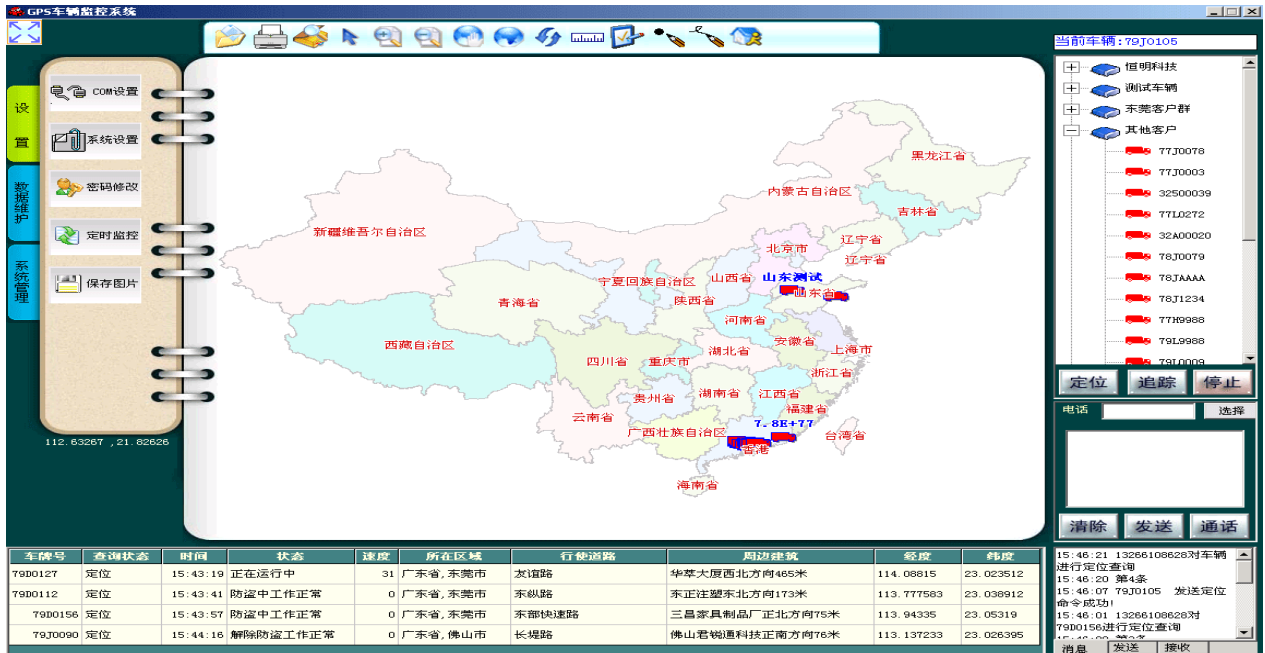 GPS车辆监控系统
当前车辆:79J0105
设置
数据维护
系统管理
COM设置
系统设置
密码修改
定时监控
保存图片
112.63267 ,21.82626
黑龙江省
内蒙古自治区
吉林省
新疆维吾尔自治区
辽宁省
北京市
辽宁省
宁夏回族自治区
山西省
山东测试
山东省
青海省
陕西省
河南省
西藏自治区
四川省
重庆市
湖北省
安徽省
上海市
浙江省
贵州省
湖南省
江西省
云南省
福建省
广西壮族自治区
7.8E+77
台湾省
香港
海南省
恒明科技
测试车辆
东莞客户群
其他客户
77J0078
77J0003
32500039
77L0272
32A00020
78J0079
78JAAAA
78J1234
77H9988
79L9988
79L0009
定位 追踪 停止
电话 选择
清除 发送 通话
车牌号 查询状态 时间 状态 速度 所在区域 行使道路 周边建筑 经度 纬度
79D0127 定位 15:43:19 正在运行中 31 广东省,东莞市 友谊路 华萃大厦西北方向465米 114.08815 23.023512
79D0112 定位 15:43:41 防盗中工作正常 0 广东省,东莞市 东纵路 东正注塑东北方向173米 113.777583 23.038912
79D0156 定位 15:43:57 防盗中工作正常 0 广东省,东莞市 东部快速路 三昌家具制品厂正北方向75米 113.94335 23.05319
79J0090 定位 15:44:16 解除防盗工作正常 0 广东省,佛山市 长堤路 佛山君锐通科技正南方向76米 113.137233 23.026395
15:46:21 13266108628对车辆
进行定位查询
15:46:20 第4条
15:46:07 79J0105 发送定位
命令成功!
15:46:01 13266108628对
79D0156进行定位查询
消息 发送 接收